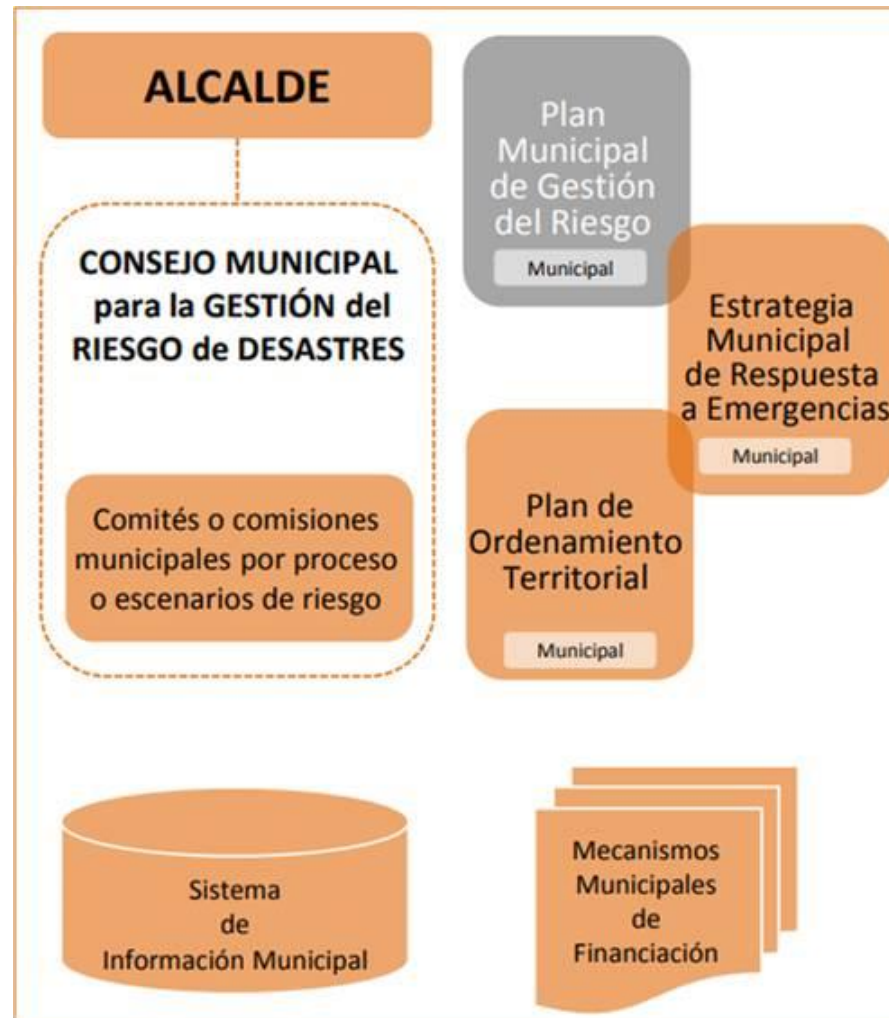 ALCALDE
CONSEJO MUNICIPAL
para la GESTIÓN del
RIESGO de DESASTRES
Comités o comisiones
municipales por proceso
o escenarios de riesgo
Plan
Municipal
de Gestión
del Riesgo
Municipal
Estrategia
Municipal
de Respuesta
a Emergencias
Municipal
Plan de
Ordenamiento
Territorial
Municipal
Sistema
de
Información Municipal
Mecanismos
Municipales
de
Financiación